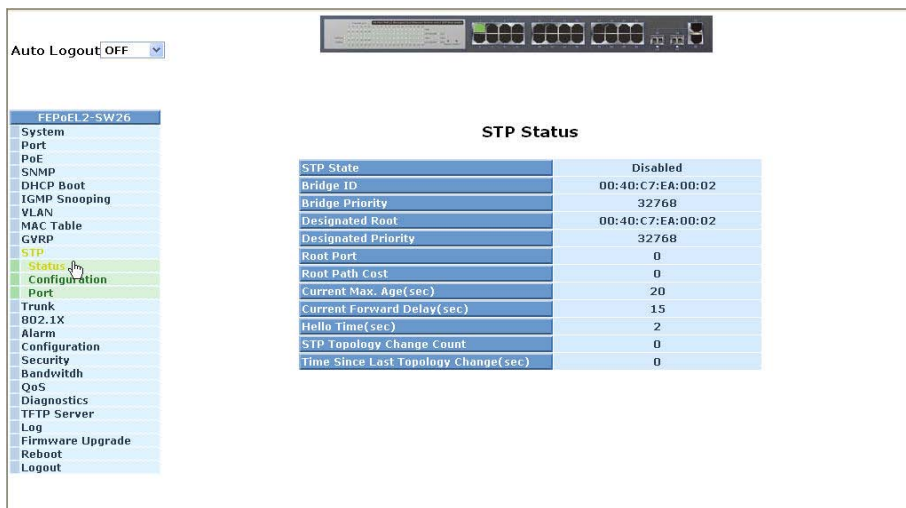 Auto Logout OFF
FEPoEL2-SW26
System
Port
PoE
SNMP
DHCP Boot
IGMP Snooping
VLAN
MAC Table
GVRP
STP
Status
Configuration
Port
Trunk
802.1X
Alarm
Configuration
Security
Bandwitdh
QoS
Diagnostics
TFTP Server
Log
Firmware Upgrade
Reboot
Logout
STP Status
STP State Disabled
Bridge ID 00:40:C7:EA:00:02
Bridge Priority 32768
Designated Root 00:40:C7:EA:00:02
Designated Priority 32768
Root Port 0
Root Path Cost 0
Current Max. Age(sec) 20
Current Forward Delay(sec) 15
Hello Time(sec) 2
STP Topology Change Count 0
Time Since Last Topology Change(sec) 0